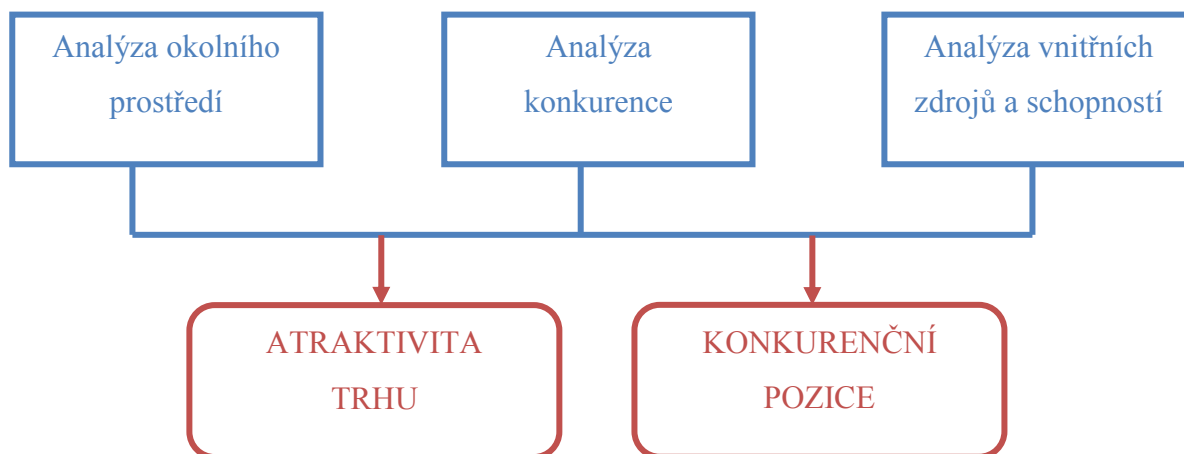 Analýza okolního
prostředí
Analýza
konkurence
Analýza vnitřních
zdrojů a schopností
ATRAKTIVITA
TRHU
KONKURENČNÍ
POZICE